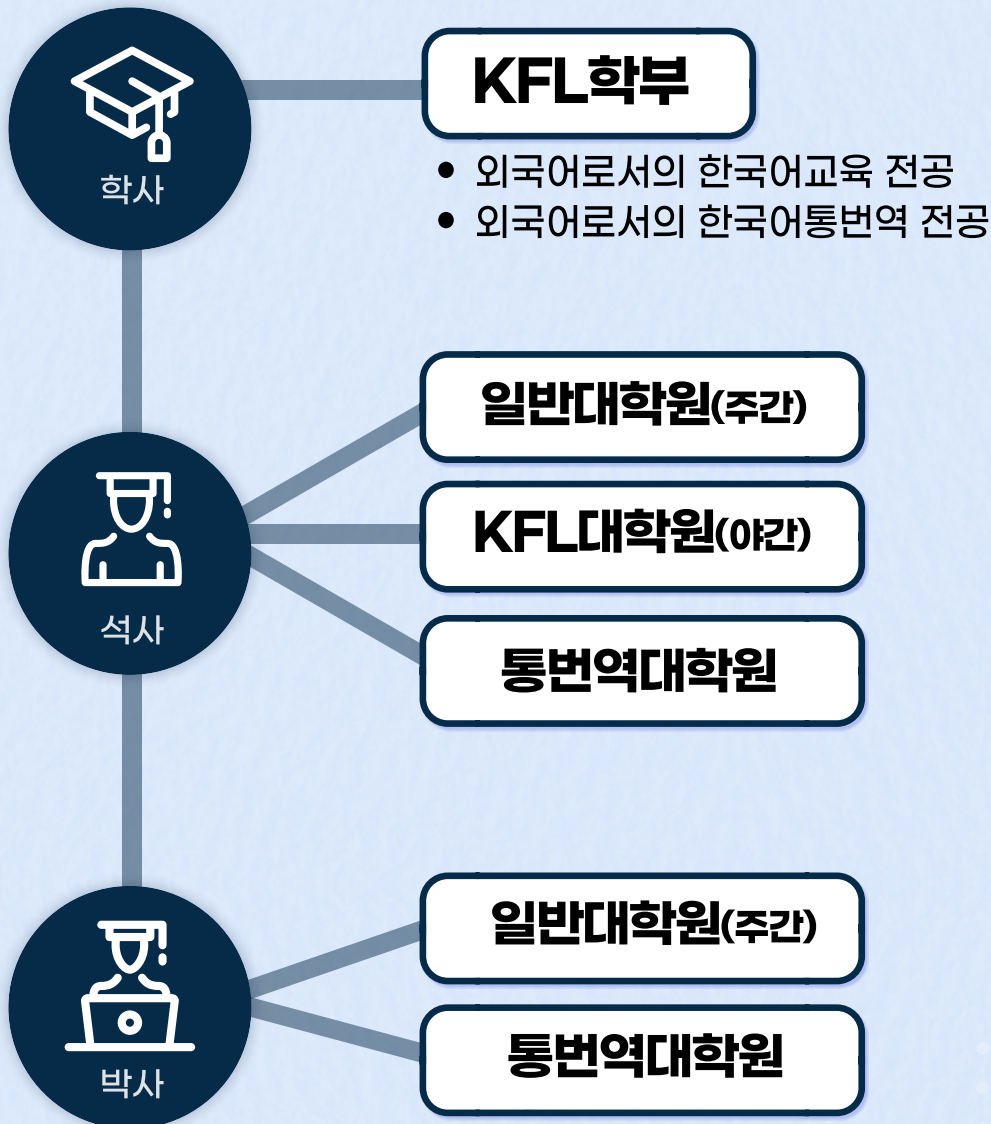 학사
KFL학부
• 외국어로서의 한국어교육 전공
• 외국어로서의 한국어통번역 전공
석사
일반대학원(주간)
KFL대학원(야간)
통번역대학원
박사
일반대학원(주간)
통번역대학원